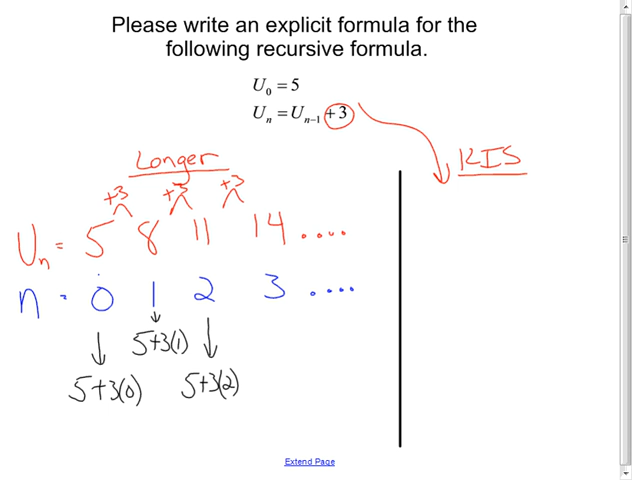 Please write an explicit formula for the
following recursive formula.
U₀ = 5
Uₙ = Uₙ₋₁ +3
Longer
KIS
+3 +3 +3
Uₙ = 5 8 11 14 ....
n = 0 1 2 3 ....
5+3(1)
5+3(0) 5+3(2)
Extend Page